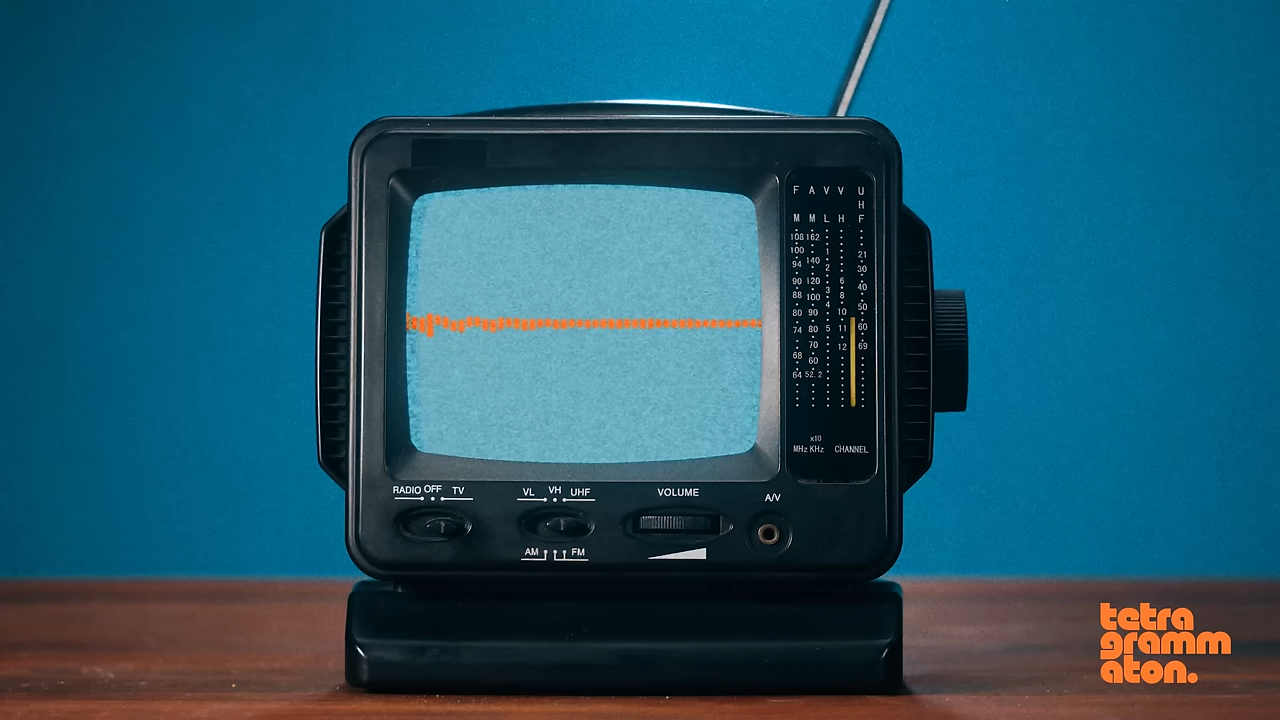 F A V V U
H
M M L H F
108 162
100 1 21
94 140 2 30
90 120 3 6 40
88 100 4 8 50
80 90 10
74 80 5 11 60
70 12 69
68 60
64 52.2
x10
MHz KHz CHANNEL
RADIO OFF TV
VL VH UHF
VOLUME
A/V
AM FM
tetra
gramm
aton.